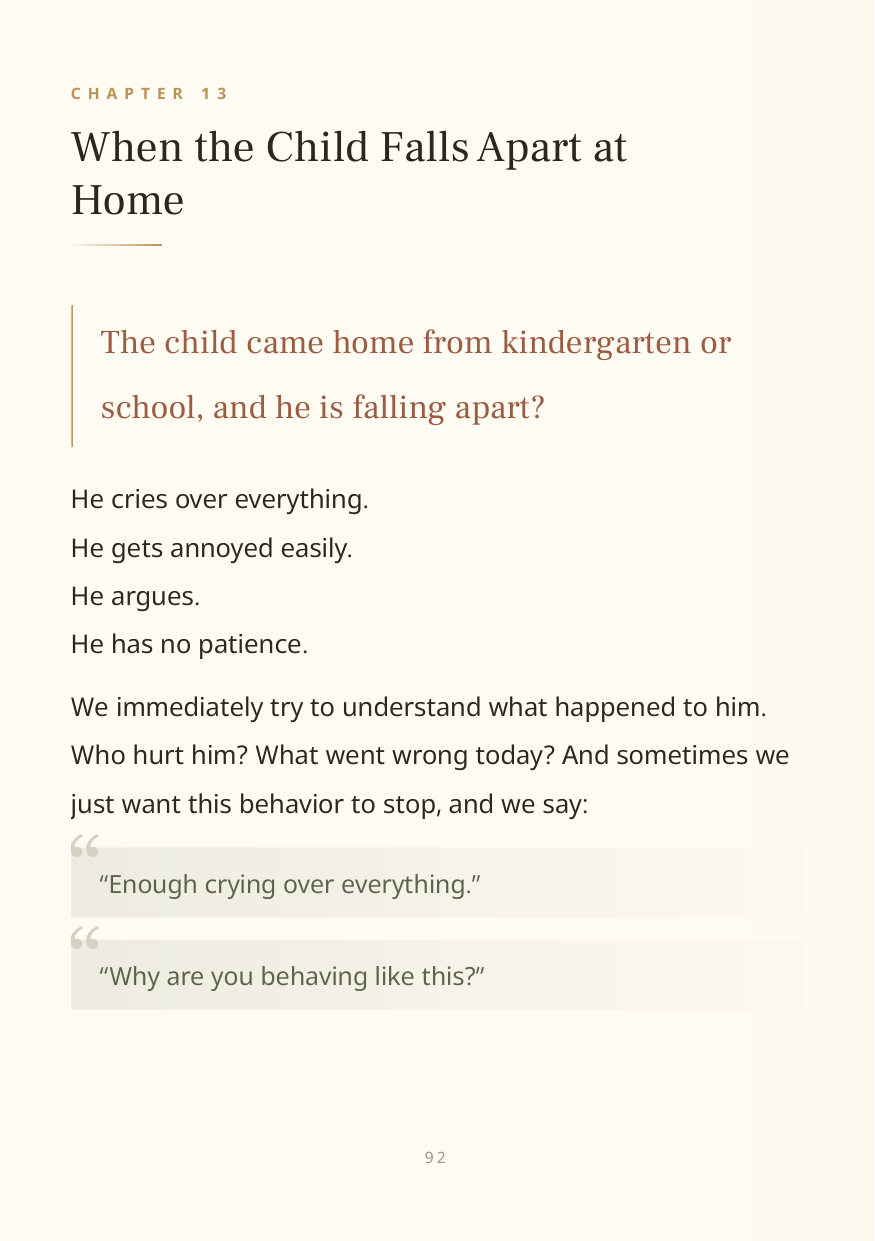 CHAPTER 13
When the Child Falls Apart at
Home
The child came home from kindergarten or
school, and he is falling apart?
He cries over everything.
He gets annoyed easily.
He argues.
He has no patience.
We immediately try to understand what happened to him.
Who hurt him? What went wrong today? And sometimes we
just want this behavior to stop, and we say:
“
“Enough crying over everything.”
“
“Why are you behaving like this?”
92